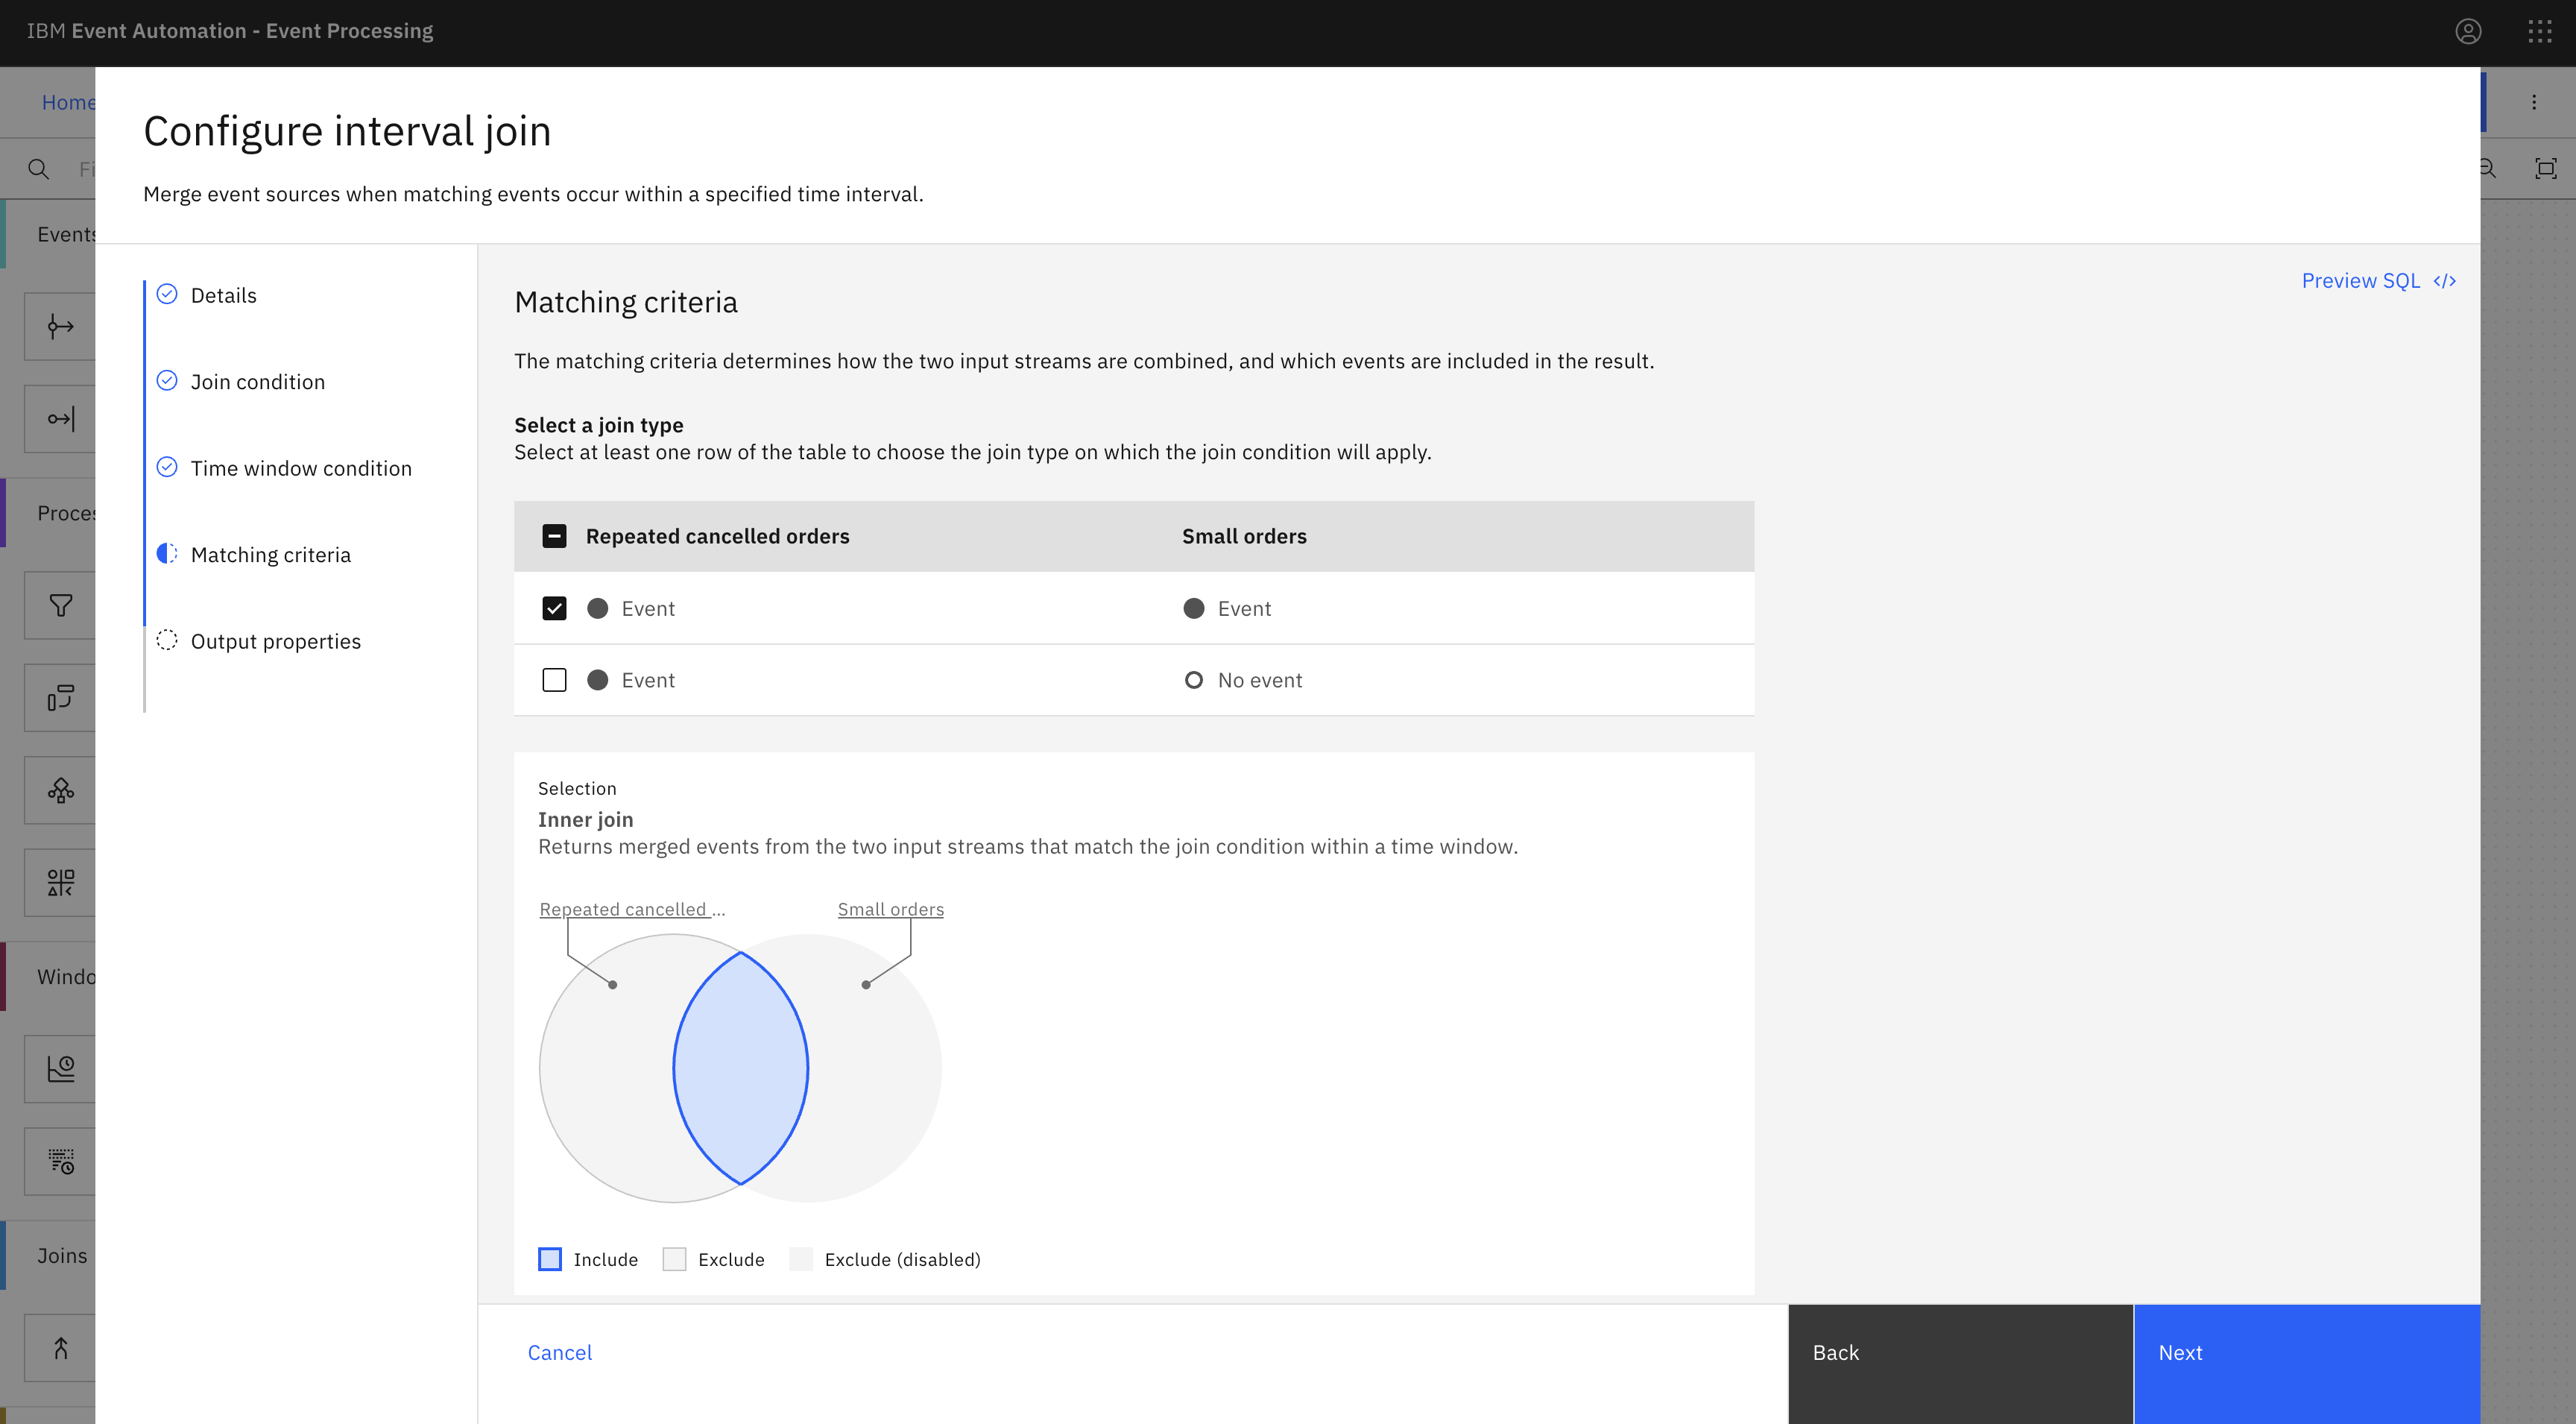 IBM Event Automation - Event Processing
Home
Configure interval join
Merge event sources when matching events occur within a specified time interval.
Fi
Events
Proces
Windo
Joins
Details
Join condition
Time window condition
Matching criteria
Output properties
Preview SQL </>
Matching criteria
The matching criteria determines how the two input streams are combined, and which events are included in the result.
Select a join type
Select at least one row of the table to choose the join type on which the join condition will apply.
Repeated cancelled orders Small orders
Event Event
Event No event
Selection
Inner join
Returns merged events from the two input streams that match the join condition within a time window.
Repeated cancelled ... Small orders
Include Exclude Exclude (disabled)
Cancel Back Next